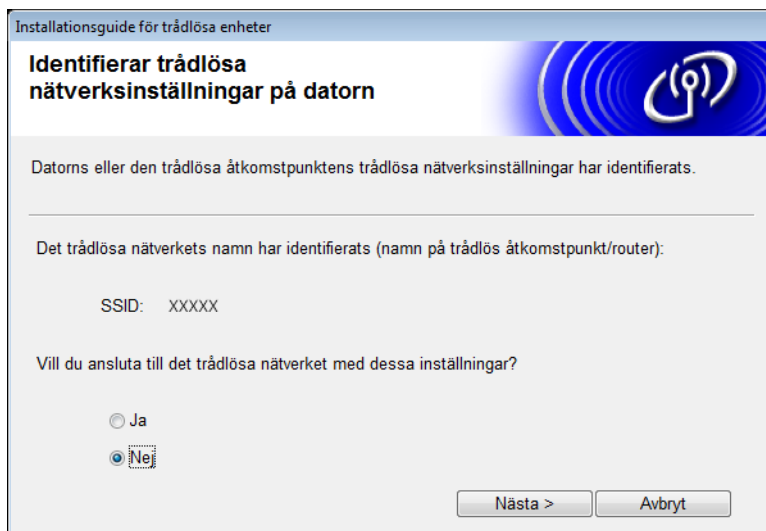 Installationsguide för trådlösa enheter
Identifierar trådlösa
nätverksinställningar på datorn
Datorns eller den trådlösa åtkomstpunktens trådlösa nätverksinställningar har identifierats.
Det trådlösa nätverkets namn har identifierats (namn på trådlös åtkomstpunkt/router):
SSID: XXXXX
Vill du ansluta till det trådlösa nätverket med dessa inställningar?
Ja
Nej
Nästa > Avbryt